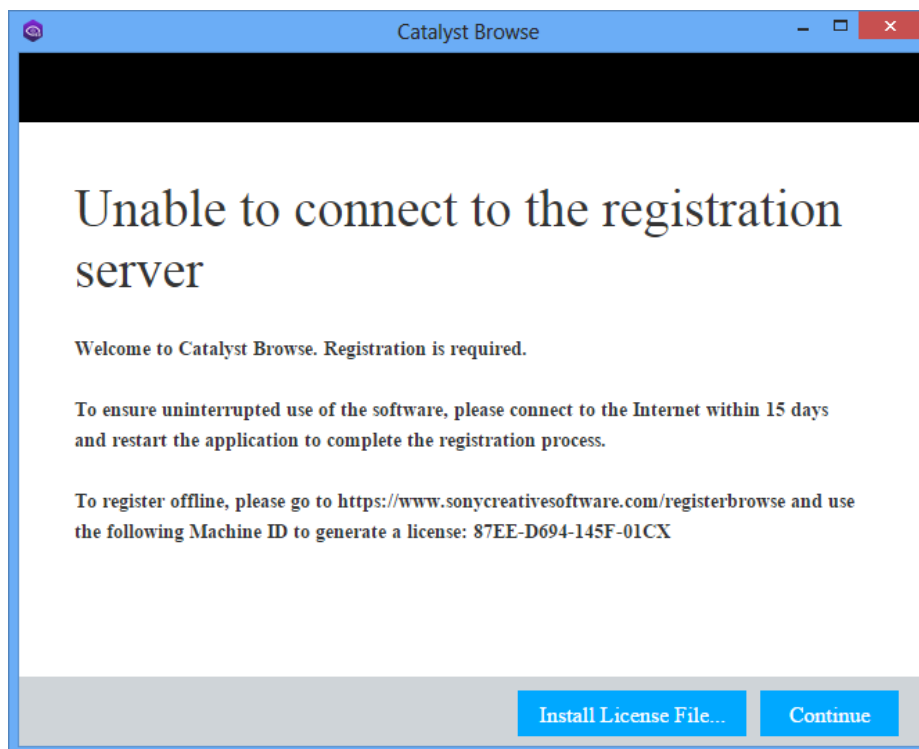 Catalyst Browse
Unable to connect to the registration
server
Welcome to Catalyst Browse. Registration is required.
To ensure uninterrupted use of the software, please connect to the Internet within 15 days
and restart the application to complete the registration process.
To register offline, please go to https://www.sonycreativesoftware.com/registerbrowse and use
the following Machine ID to generate a license: 87EE-D694-145F-01CX
Install License File...
Continue